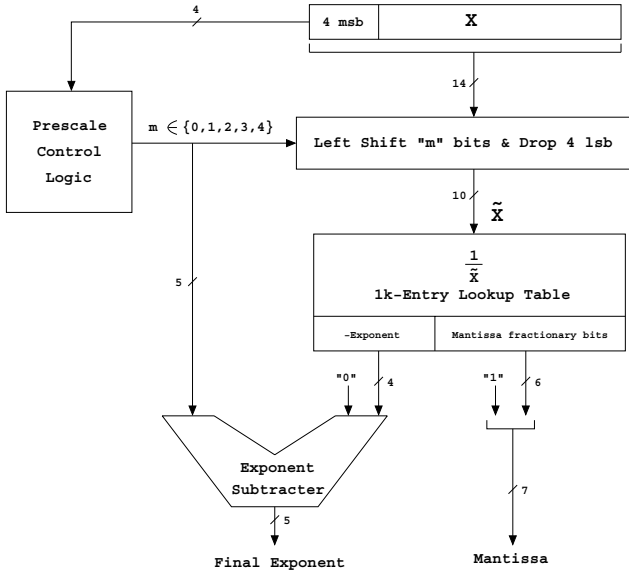 4
4 msb
X
14
Prescale
Control
Logic
m ∈ {0,1,2,3,4}
Left Shift "m" bits & Drop 4 lsb
10
X̃
1
X̃
1k-Entry Lookup Table
5
-Exponent
Mantissa fractionary bits
"0"
4
"1"
6
Exponent
Subtracter
5
7
Final Exponent
Mantissa